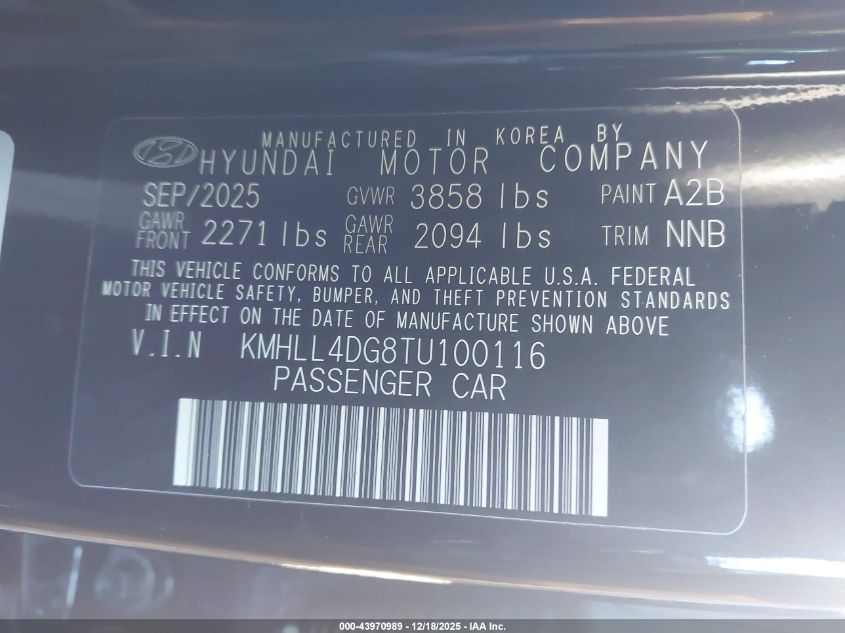 MANUFACTURED IN KOREA BY
HYUNDAI MOTOR COMPANY
SEP/2025 GVWR 3858 lbs PAINT A2B
GAWR FRONT 2271 lbs GAWR REAR 2094 lbs TRIM NNB
THIS VEHICLE CONFORMS TO ALL APPLICABLE U.S.A. FEDERAL
MOTOR VEHICLE SAFETY, BUMPER, AND THEFT PREVENTION STANDARDS
IN EFFECT ON THE DATE OF MANUFACTURE SHOWN ABOVE
V.I.N KMHLL4DG8TU100116
PASSENGER CAR
000-43970989 - 12/18/2025 - IAA Inc.